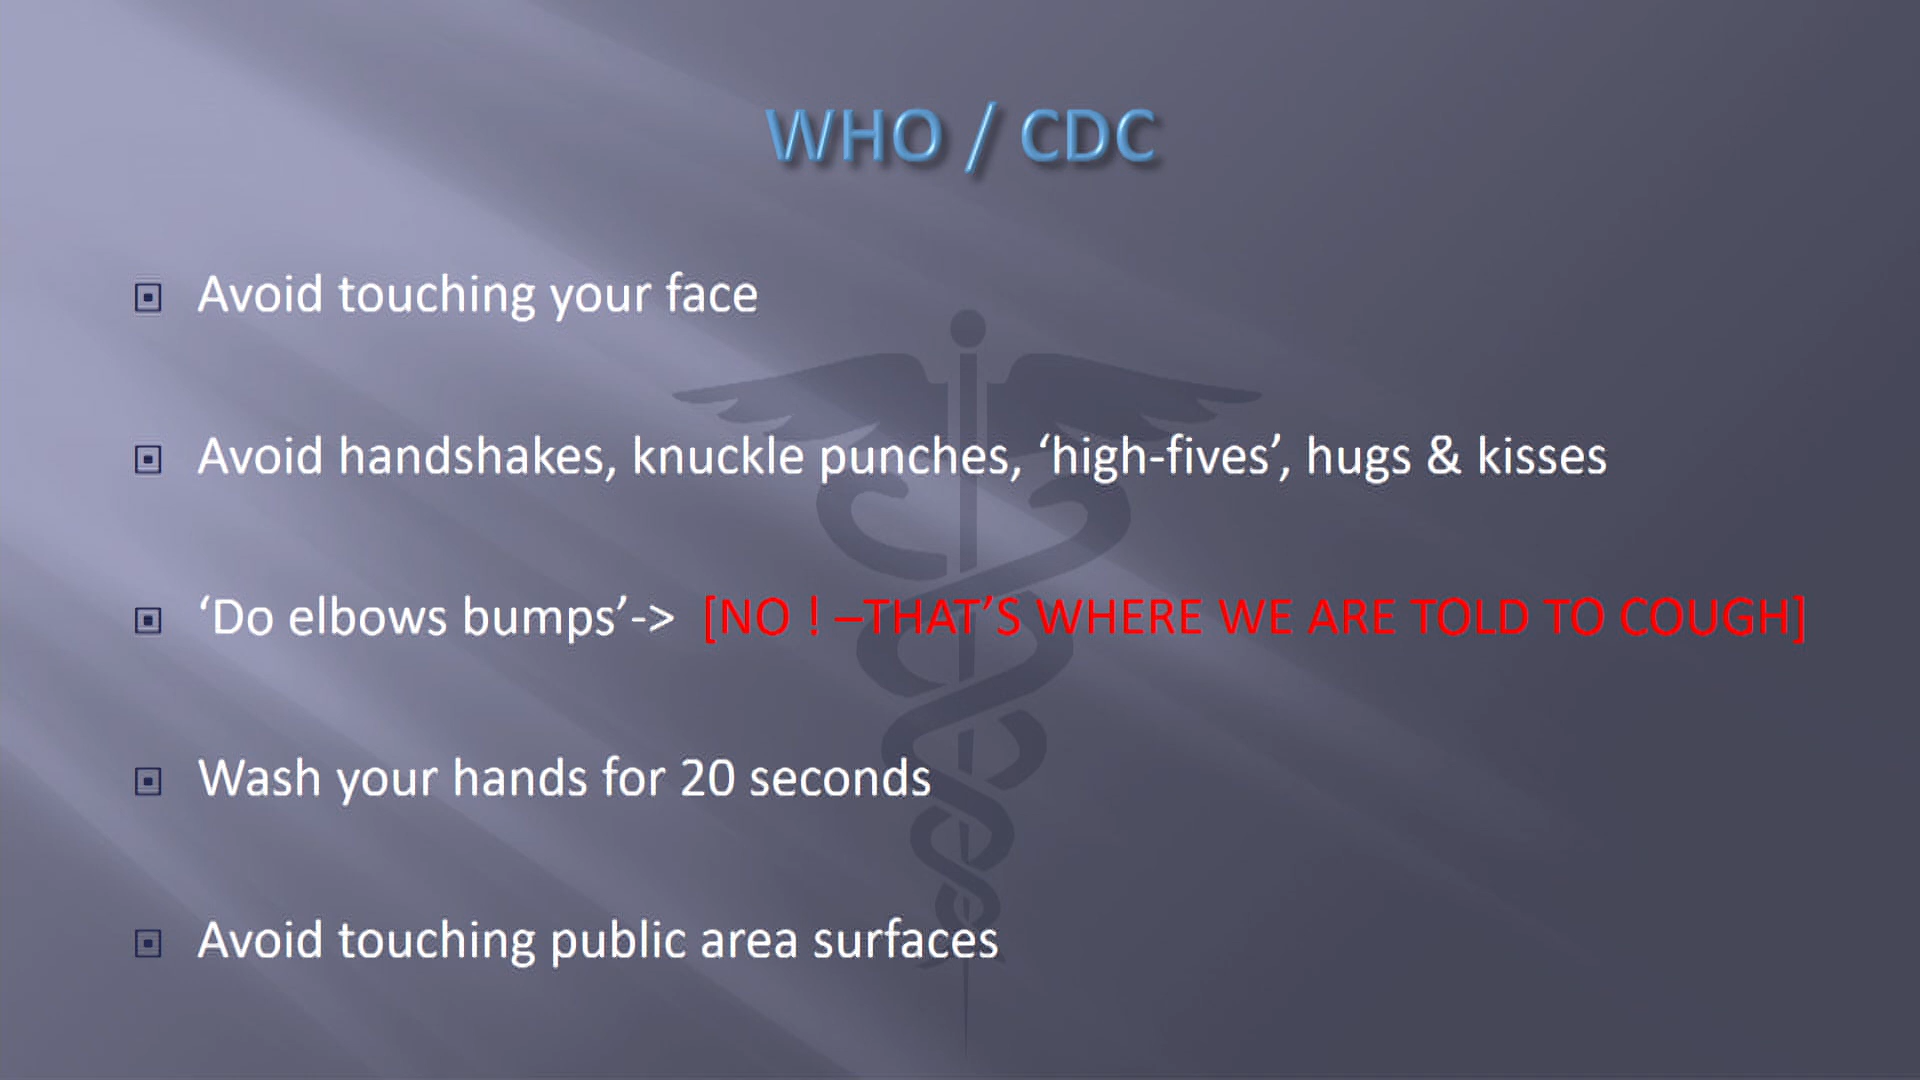 WHO / CDC
Avoid touching your face
Avoid handshakes, knuckle punches, ‘high-fives’, hugs & kisses
‘Do elbows bumps’-> [NO ! –THAT’S WHERE WE ARE TOLD TO COUGH]
Wash your hands for 20 seconds
Avoid touching public area surfaces